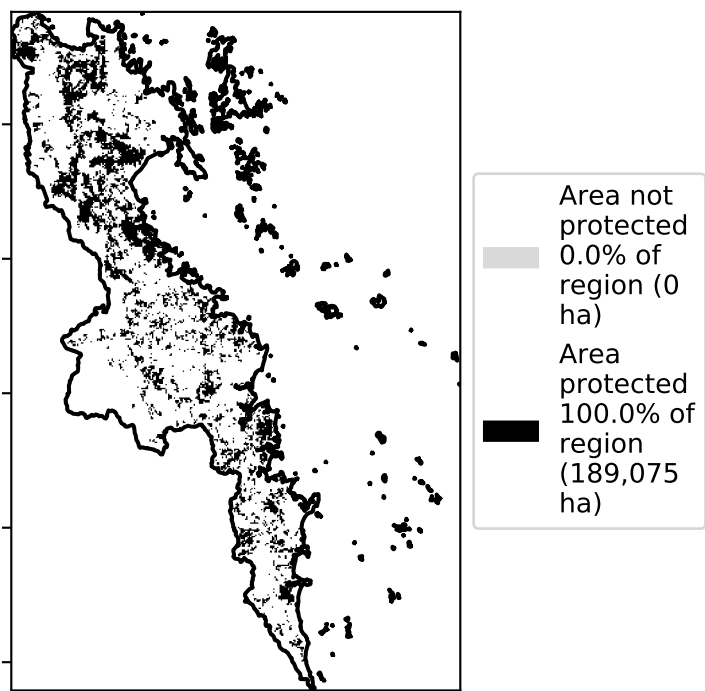 Area not
protected
0.0% of
region (0
ha)
Area
protected
100.0% of
region
(189,075
ha)